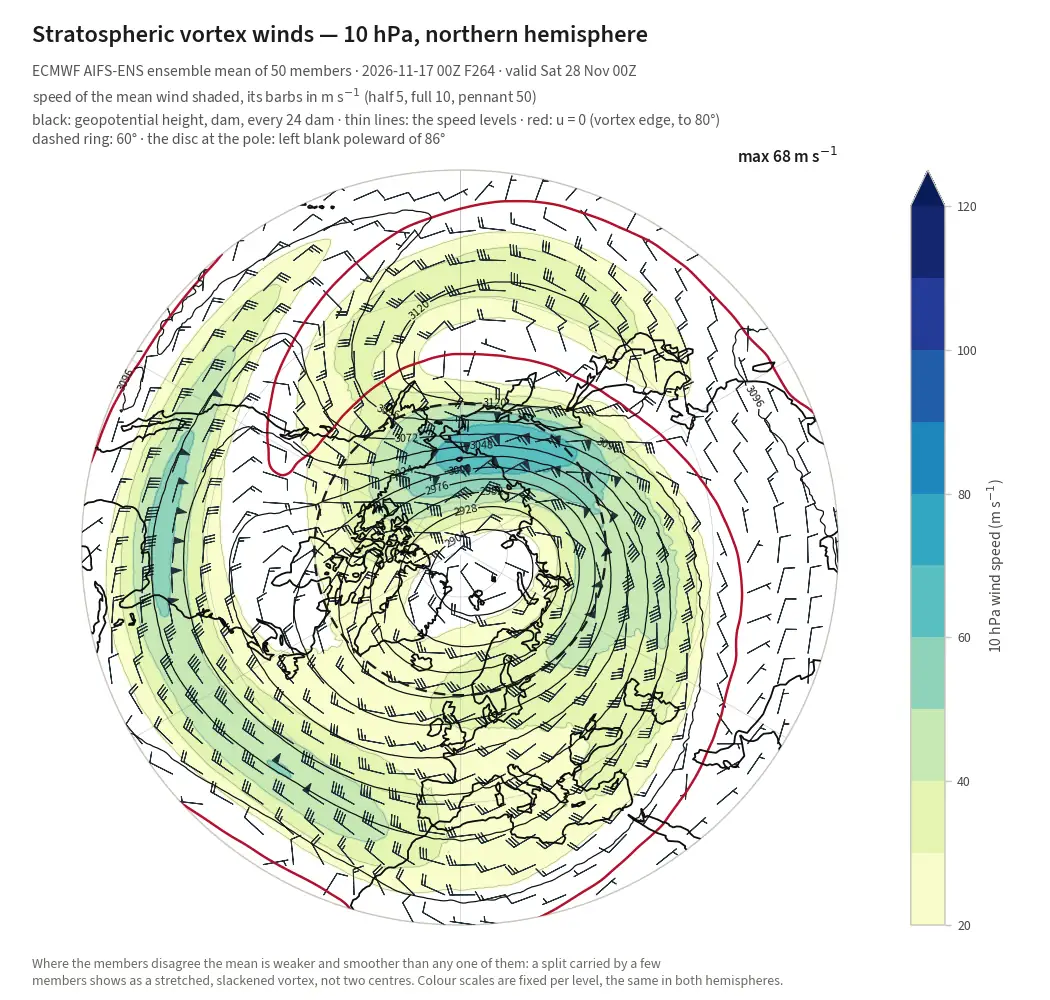 Stratospheric vortex winds — 10 hPa, northern hemisphere
ECMWF AIFS-ENS ensemble mean of 50 members · 2026-11-17 00Z F264 · valid Sat 28 Nov 00Z
speed of the mean wind shaded, its barbs in m s⁻¹ (half 5, full 10, pennant 50)
black: geopotential height, dam, every 24 dam · thin lines: the speed levels · red: u = 0 (vortex edge, to 80°)
dashed ring: 60° · the disc at the pole: left blank poleward of 86°
max 68 m s⁻¹
120
100
80
60
40
20
10 hPa wind speed (m s⁻¹)
3120
3096
3096
3120
3072
3048
2976
2928
Where the members disagree the mean is weaker and smoother than any one of them: a split carried by a few
members shows as a stretched, slackened vortex, not two centres. Colour scales are fixed per level, the same in both hemispheres.